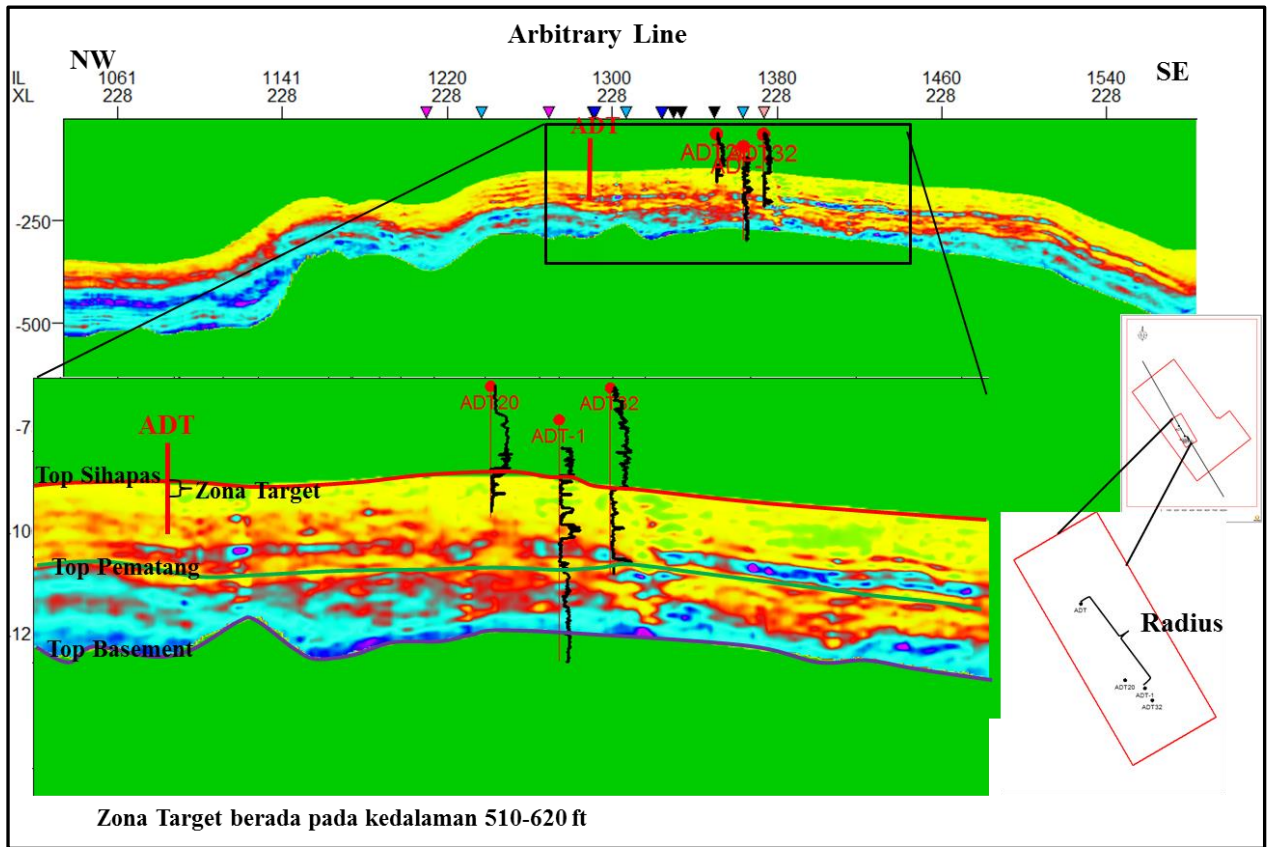 Arbitrary Line
NW
SE
IL 1061 1141 1220 1300 1380 1460 1540
XL 228 228 228 228 228 228 228
ADT
ADT32
-250
-500
ADT20
ADT32
-7
ADT
ADT-1
Top Sihapas
Zona Target
10
Top Pematang
12
Top Basement
ADT
Radius
ADT20
ADT-1
ADT32
Zona Target berada pada kedalaman 510-620 ft